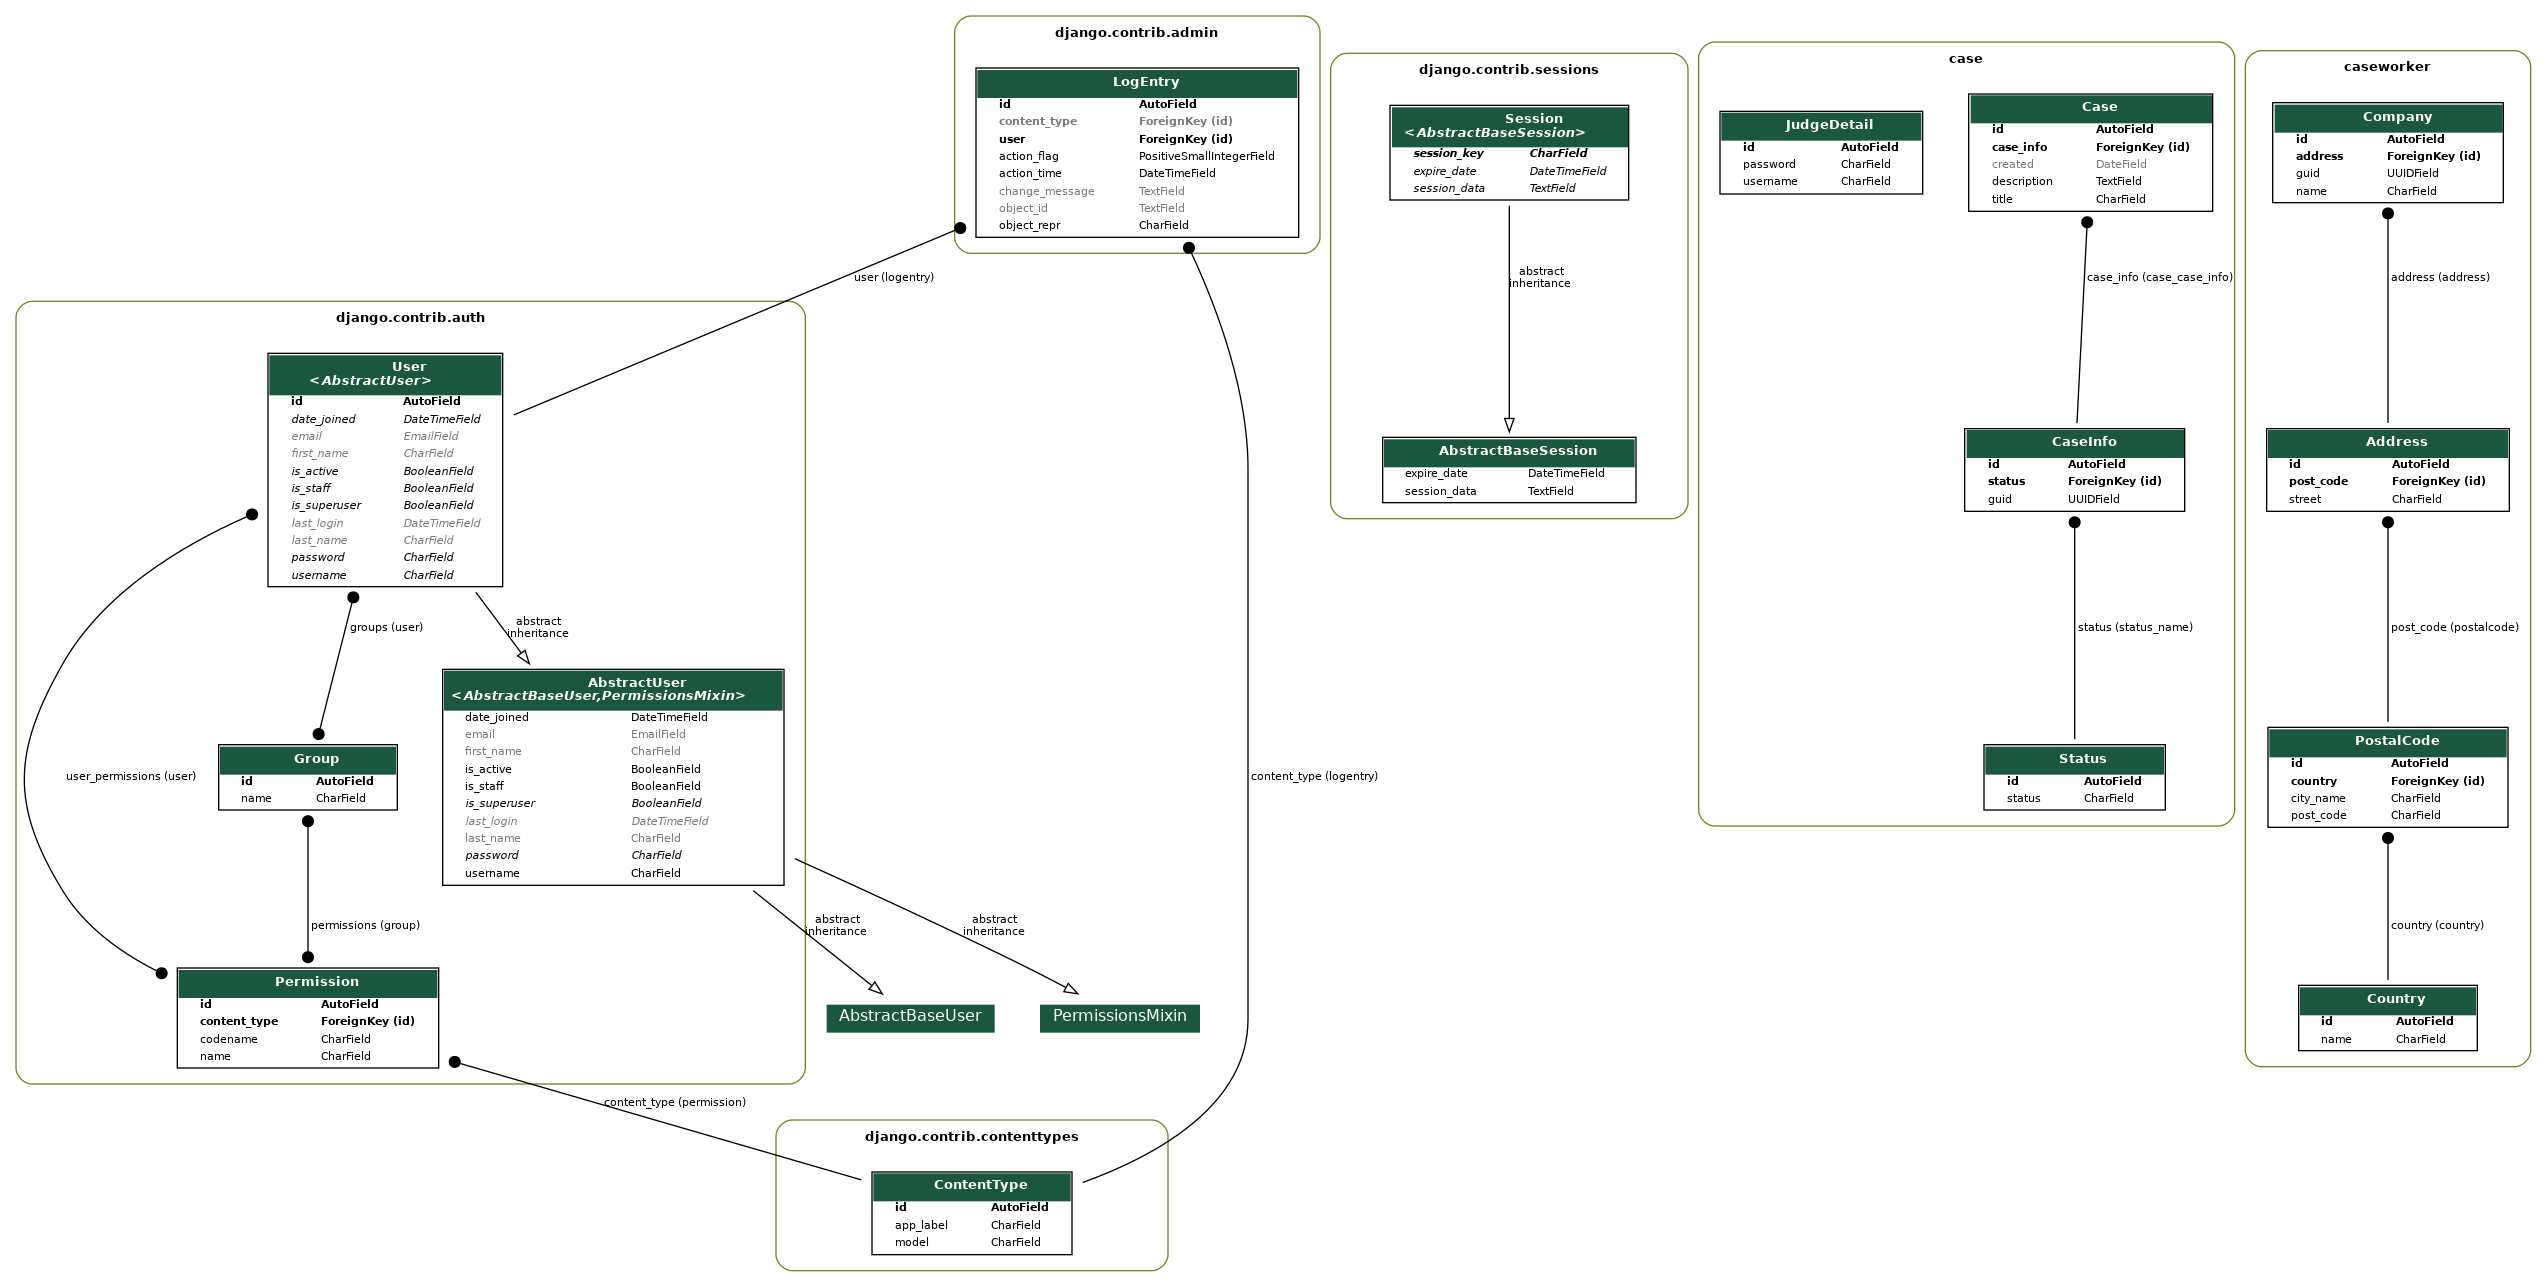 django.contrib.admin
LogEntry
id AutoField
content_type ForeignKey (id)
user ForeignKey (id)
action_flag PositiveSmallIntegerField
action_time DateTimeField
change_message TextField
object_id TextField
object_repr CharField
user (logentry)
content_type (logentry)
django.contrib.sessions
Session
<AbstractBaseSession>
session_key CharField
expire_date DateTimeField
session_data TextField
abstract
inheritance
AbstractBaseSession
expire_date DateTimeField
session_data TextField
case
JudgeDetail
id AutoField
password CharField
username CharField
Case
id AutoField
case_info ForeignKey (id)
created DateField
description TextField
title CharField
case_info (case_case_info)
CaseInfo
id AutoField
status ForeignKey (id)
guid UUIDField
status (status_name)
Status
id AutoField
status CharField
caseworker
Company
id AutoField
address ForeignKey (id)
guid UUIDField
name CharField
address (address)
Address
id AutoField
post_code ForeignKey (id)
street CharField
post_code (postalcode)
PostalCode
id AutoField
country ForeignKey (id)
city_name CharField
post_code CharField
country (country)
Country
id AutoField
name CharField
django.contrib.auth
User
<AbstractUser>
id AutoField
date_joined DateTimeField
email EmailField
first_name CharField
is_active BooleanField
is_staff BooleanField
is_superuser BooleanField
last_login DateTimeField
last_name CharField
password CharField
username CharField
groups (user)
abstract
inheritance
user_permissions (user)
AbstractUser
<AbstractBaseUser,PermissionsMixin>
date_joined DateTimeField
email EmailField
first_name CharField
is_active BooleanField
is_staff BooleanField
is_superuser BooleanField
last_login DateTimeField
last_name CharField
password CharField
username CharField
Group
id AutoField
name CharField
permissions (group)
abstract
inheritance
abstract
inheritance
AbstractBaseUser
PermissionsMixin
Permission
id AutoField
content_type ForeignKey (id)
codename CharField
name CharField
content_type (permission)
django.contrib.contenttypes
ContentType
id AutoField
app_label CharField
model CharField